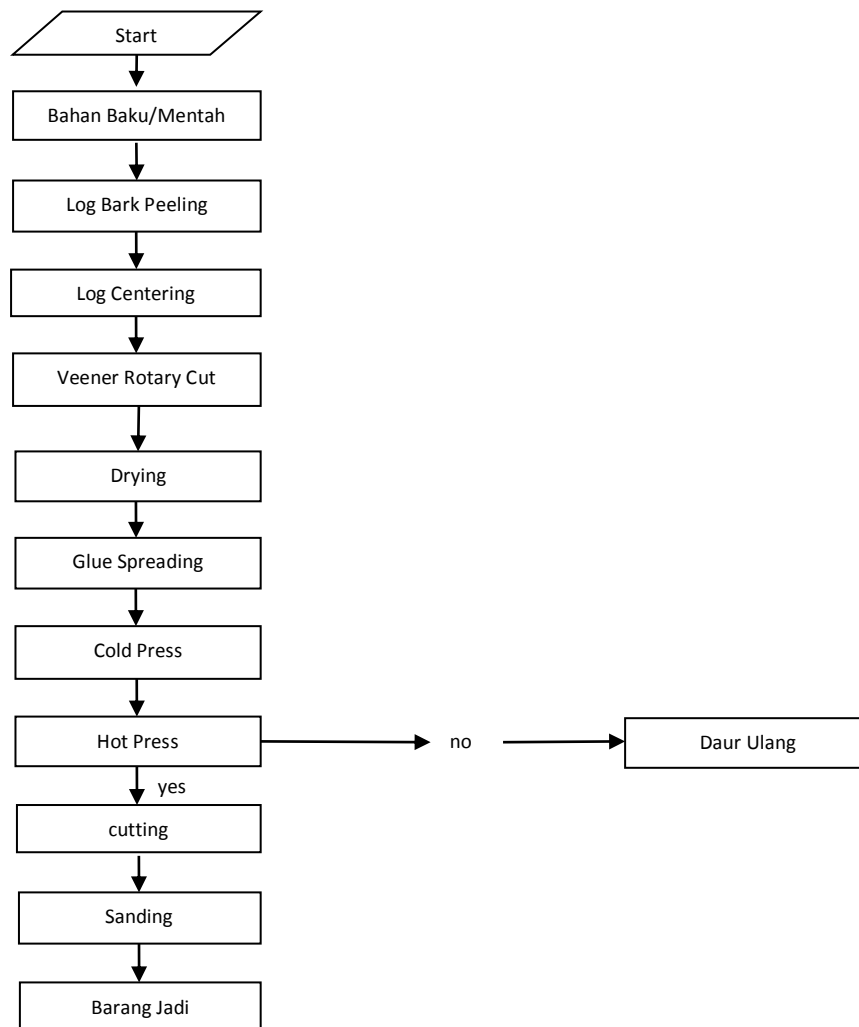 Start
Bahan Baku/Mentah
Log Bark Peeling
Log Centering
Veener Rotary Cut
Drying
Glue Spreading
Cold Press
Hot Press
no
Daur Ulang
yes
cutting
Sanding
Barang Jadi